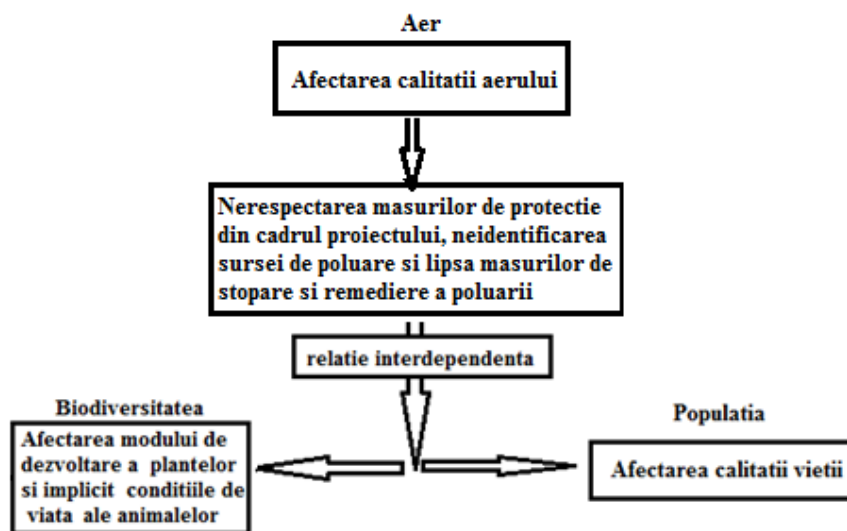 Aer
Afectarea calitatii aerului
Nerespectarea masurilor de protectie
din cadrul proiectului, neidentificarea
sursei de poluare si lipsa masurilor de
stopare si remediere a poluarii
relatie interdependenta
Biodiversitatea
Afectarea modului de
dezvoltare a plantelor
si implicit conditiile de
viata ale animalelor
Populatia
Afectarea calitatii vietii